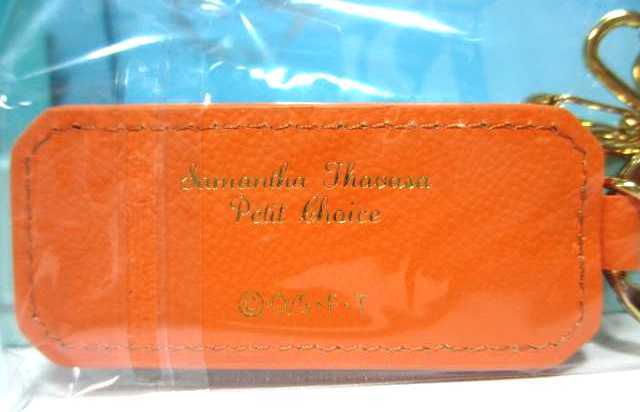 Samantha Thavasa
Petit Choice
©O/S・F・T